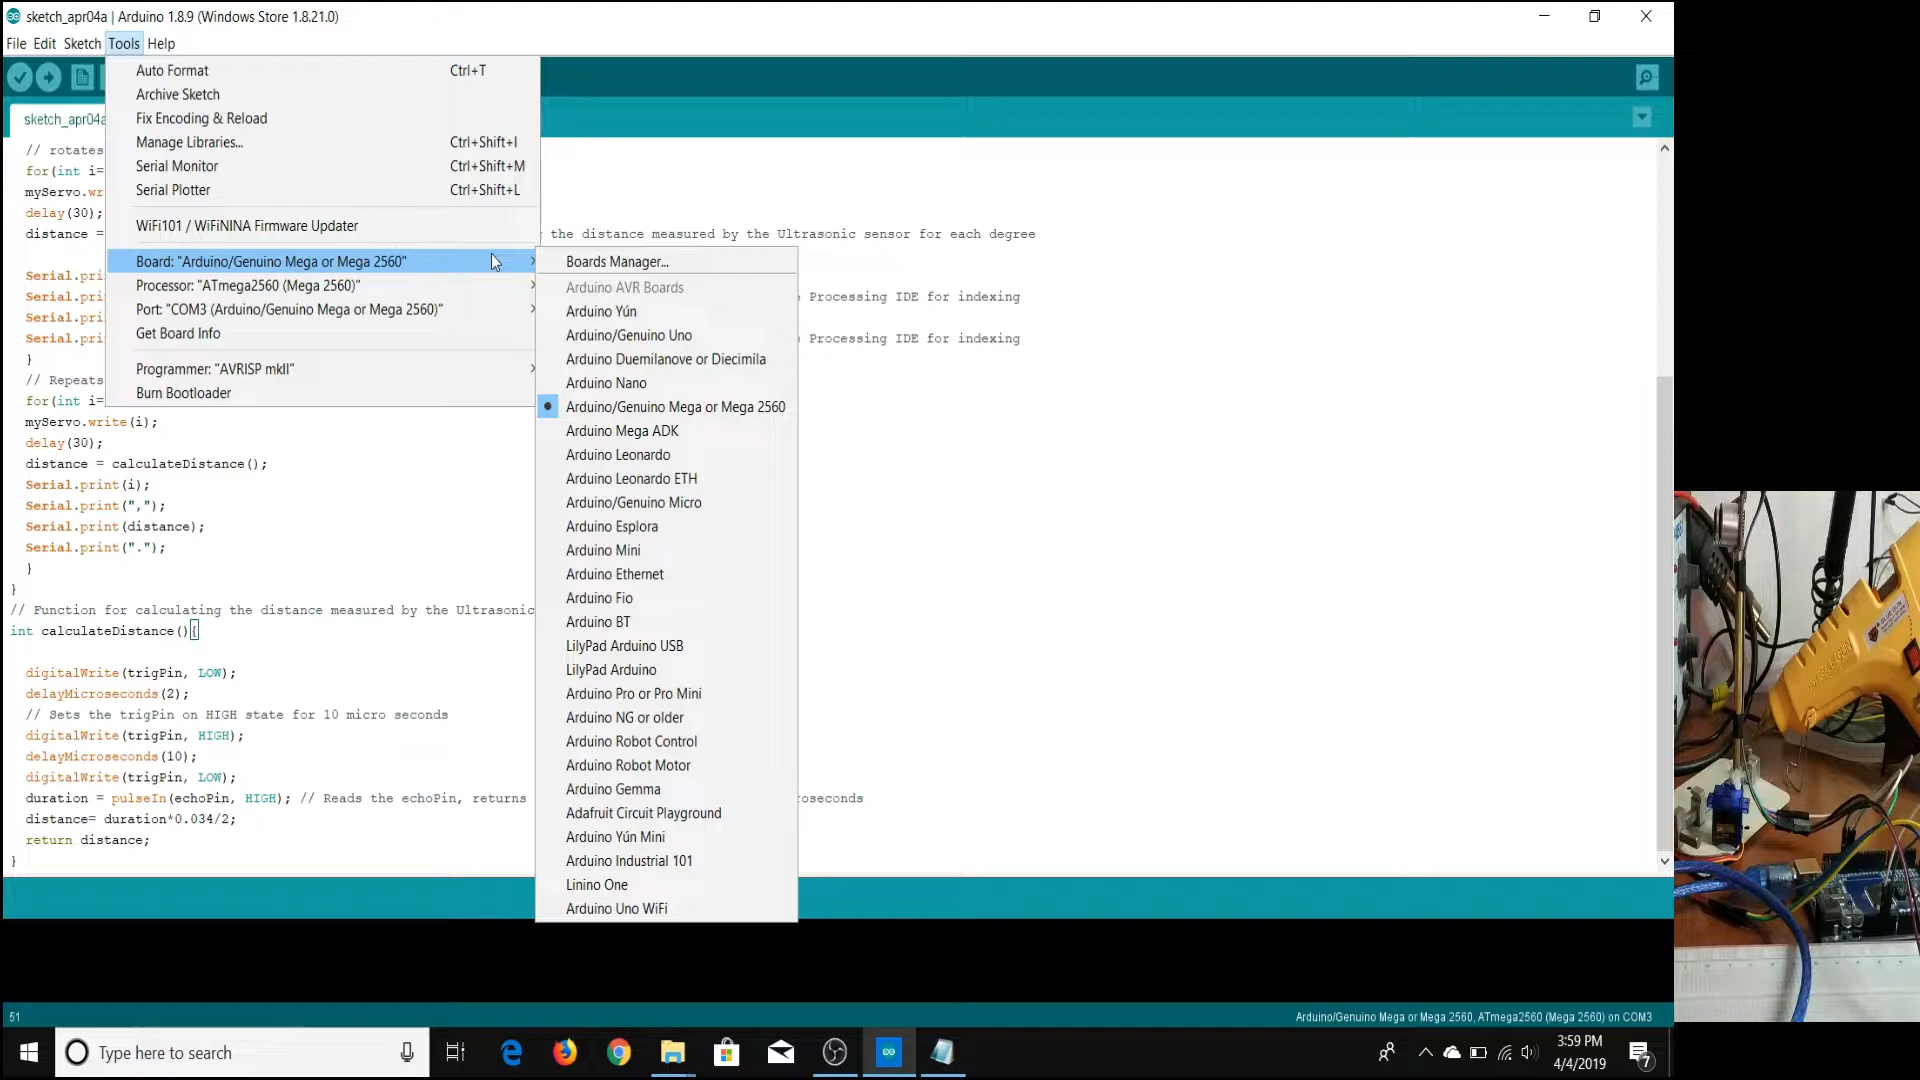 sketch_apr04a | Arduino 1.8.9 (Windows Store 1.8.21.0)
File Edit Sketch Tools Help
sketch_apr04a
Auto Format Ctrl+T
Archive Sketch
Fix Encoding & Reload
Manage Libraries... Ctrl+Shift+I
Serial Monitor Ctrl+Shift+M
Serial Plotter Ctrl+Shift+L
WiFi101 / WiFiNINA Firmware Updater
Board: "Arduino/Genuino Mega or Mega 2560"
Processor: "ATmega2560 (Mega 2560)"
Port: "COM3 (Arduino/Genuino Mega or Mega 2560)"
Get Board Info
Programmer: "AVRISP mkII"
Burn Bootloader
Boards Manager...
Arduino AVR Boards
Arduino Yún
Arduino/Genuino Uno
Arduino Duemilanove or Diecimila
Arduino Nano
Arduino/Genuino Mega or Mega 2560
Arduino Mega ADK
Arduino Leonardo
Arduino Leonardo ETH
Arduino/Genuino Micro
Arduino Esplora
Arduino Mini
Arduino Ethernet
Arduino Fio
Arduino BT
LilyPad Arduino USB
LilyPad Arduino
Arduino Pro or Pro Mini
Arduino NG or older
Arduino Robot Control
Arduino Robot Motor
Arduino Gemma
Adafruit Circuit Playground
Arduino Yún Mini
Arduino Industrial 101
Linino One
Arduino Uno WiFi
// rotates
for(int i=
myServo.wr
delay(30);
distance = the distance measured by the Ultrasonic sensor for each degree
Serial.pri
Serial.pri Processing IDE for indexing
Serial.pri
Serial.pri Processing IDE for indexing
}
// Repeats
for(int i=
myServo.write(i);
delay(30);
distance = calculateDistance();
Serial.print(i);
Serial.print(",");
Serial.print(distance);
Serial.print(".");
}
}
// Function for calculating the distance measured by the Ultrasonic
int calculateDistance(){
digitalWrite(trigPin, LOW);
delayMicroseconds(2);
// Sets the trigPin on HIGH state for 10 micro seconds
digitalWrite(trigPin, HIGH);
delayMicroseconds(10);
digitalWrite(trigPin, LOW);
duration = pulseIn(echoPin, HIGH); // Reads the echoPin, returns roseconds
distance= duration*0.034/2;
return distance;
}
51
Arduino/Genuino Mega or Mega 2560, ATmega2560 (Mega 2560) on COM3
Type here to search
3:59 PM
4/4/2019
7